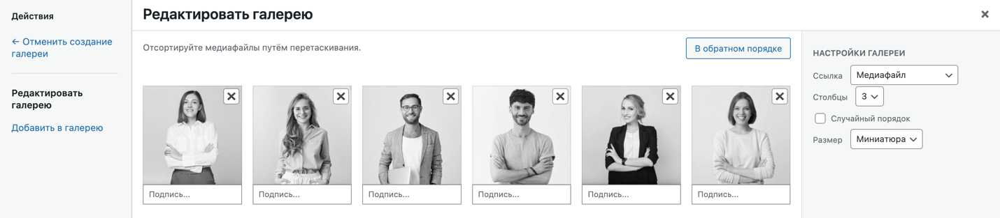 Действия
← Отменить создание
галереи
Редактировать
галерею
Добавить в галерею
Редактировать галерею
Отсортируйте медиафайлы путём перетаскивания.
В обратном порядке
Подпись...
Подпись...
Подпись...
Подпись...
Подпись...
Подпись...
НАСТРОЙКИ ГАЛЕРЕИ
Ссылка Медиафайл
Столбцы 3
Случайный порядок
Размер Миниатюра